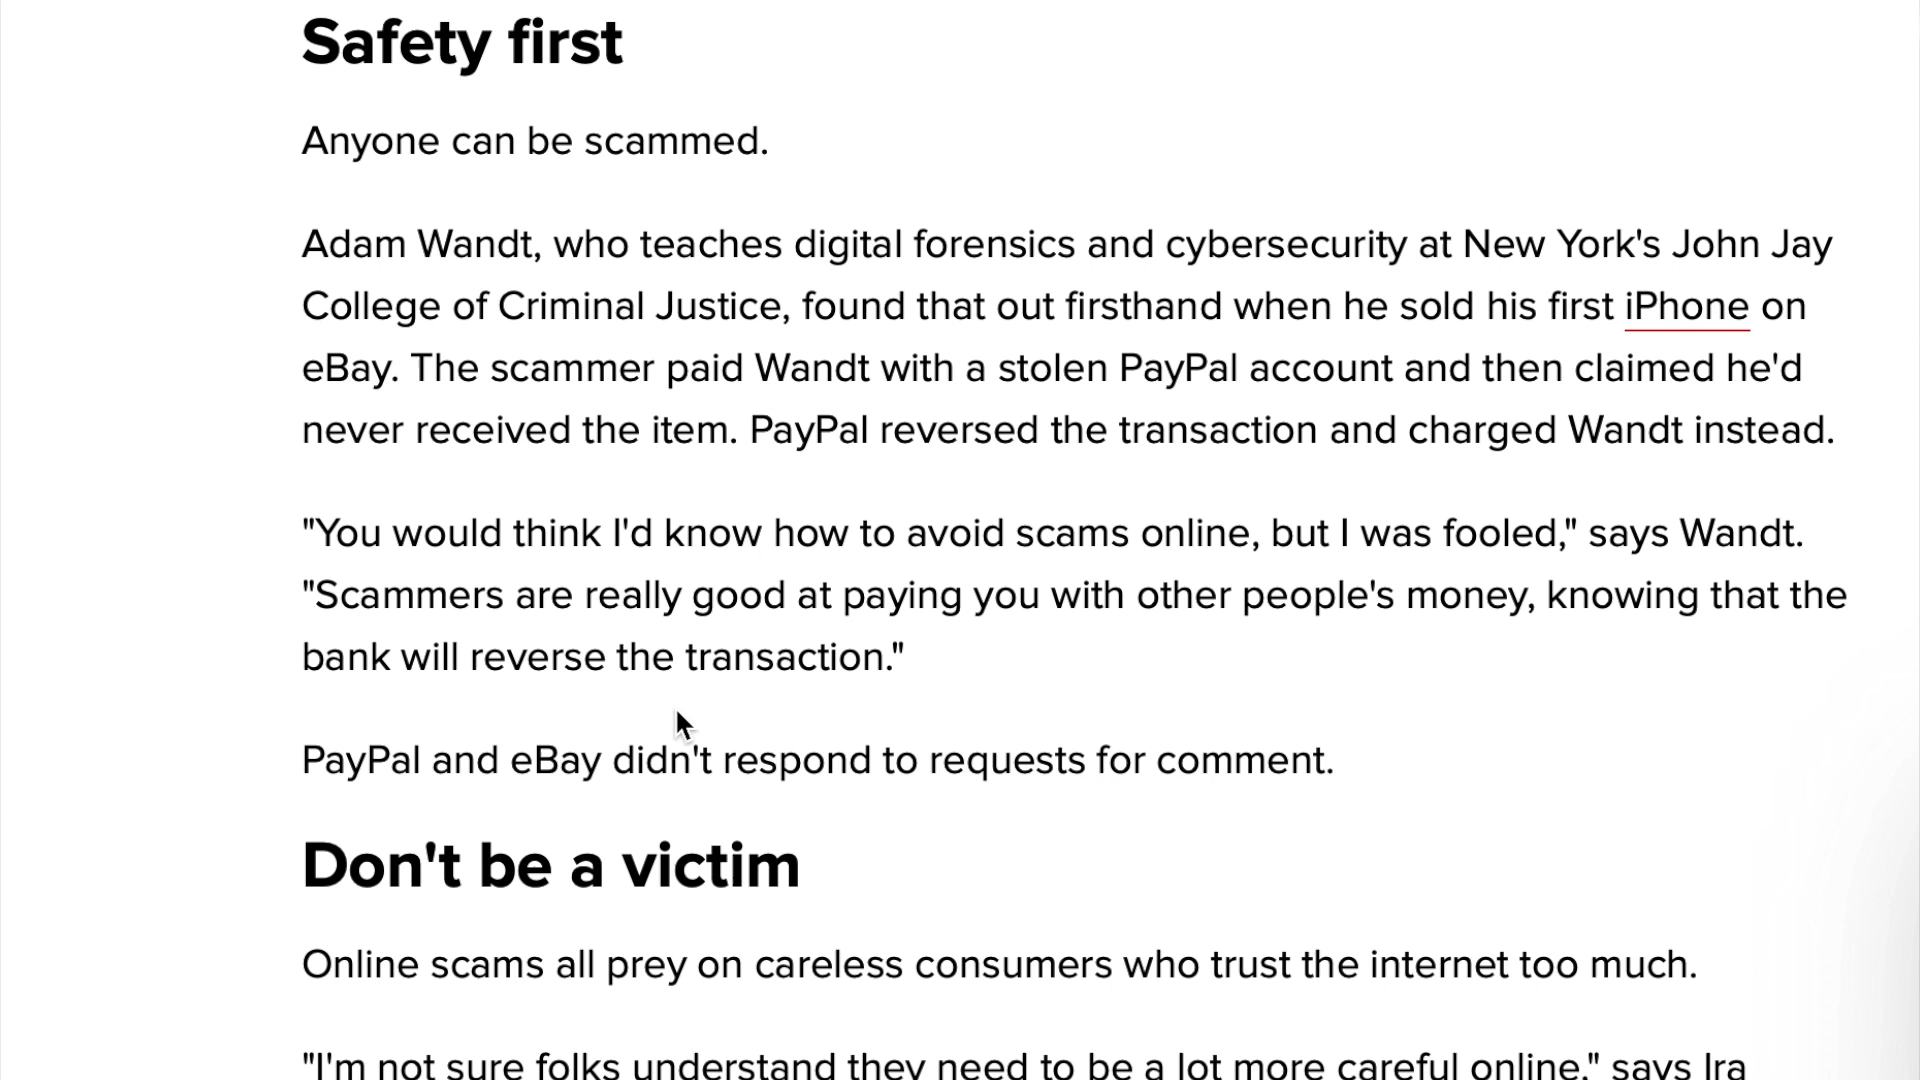 Safety first
Anyone can be scammed.
Adam Wandt, who teaches digital forensics and cybersecurity at New York's John Jay
College of Criminal Justice, found that out firsthand when he sold his first iPhone on
eBay. The scammer paid Wandt with a stolen PayPal account and then claimed he'd
never received the item. PayPal reversed the transaction and charged Wandt instead.
"You would think I'd know how to avoid scams online, but I was fooled," says Wandt.
"Scammers are really good at paying you with other people's money, knowing that the
bank will reverse the transaction."
PayPal and eBay didn't respond to requests for comment.
Don't be a victim
Online scams all prey on careless consumers who trust the internet too much.
"I'm not sure folks understand they need to be a lot more careful online," says Ira